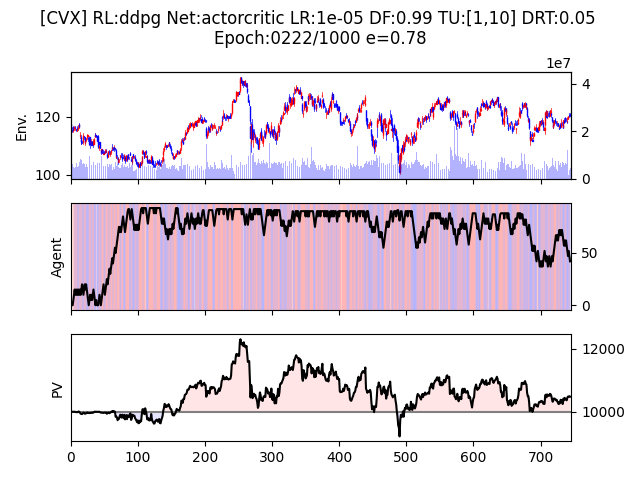 [CVX] RL:ddpg Net:actorcritic LR:1e-05 DF:0.99 TU:[1,10] DRT:0.05
Epoch:0222/1000 e=0.78
1e7
Env.
120
100
4
2
0
Agent
50
0
PV
12000
10000
0 100 200 300 400 500 600 700